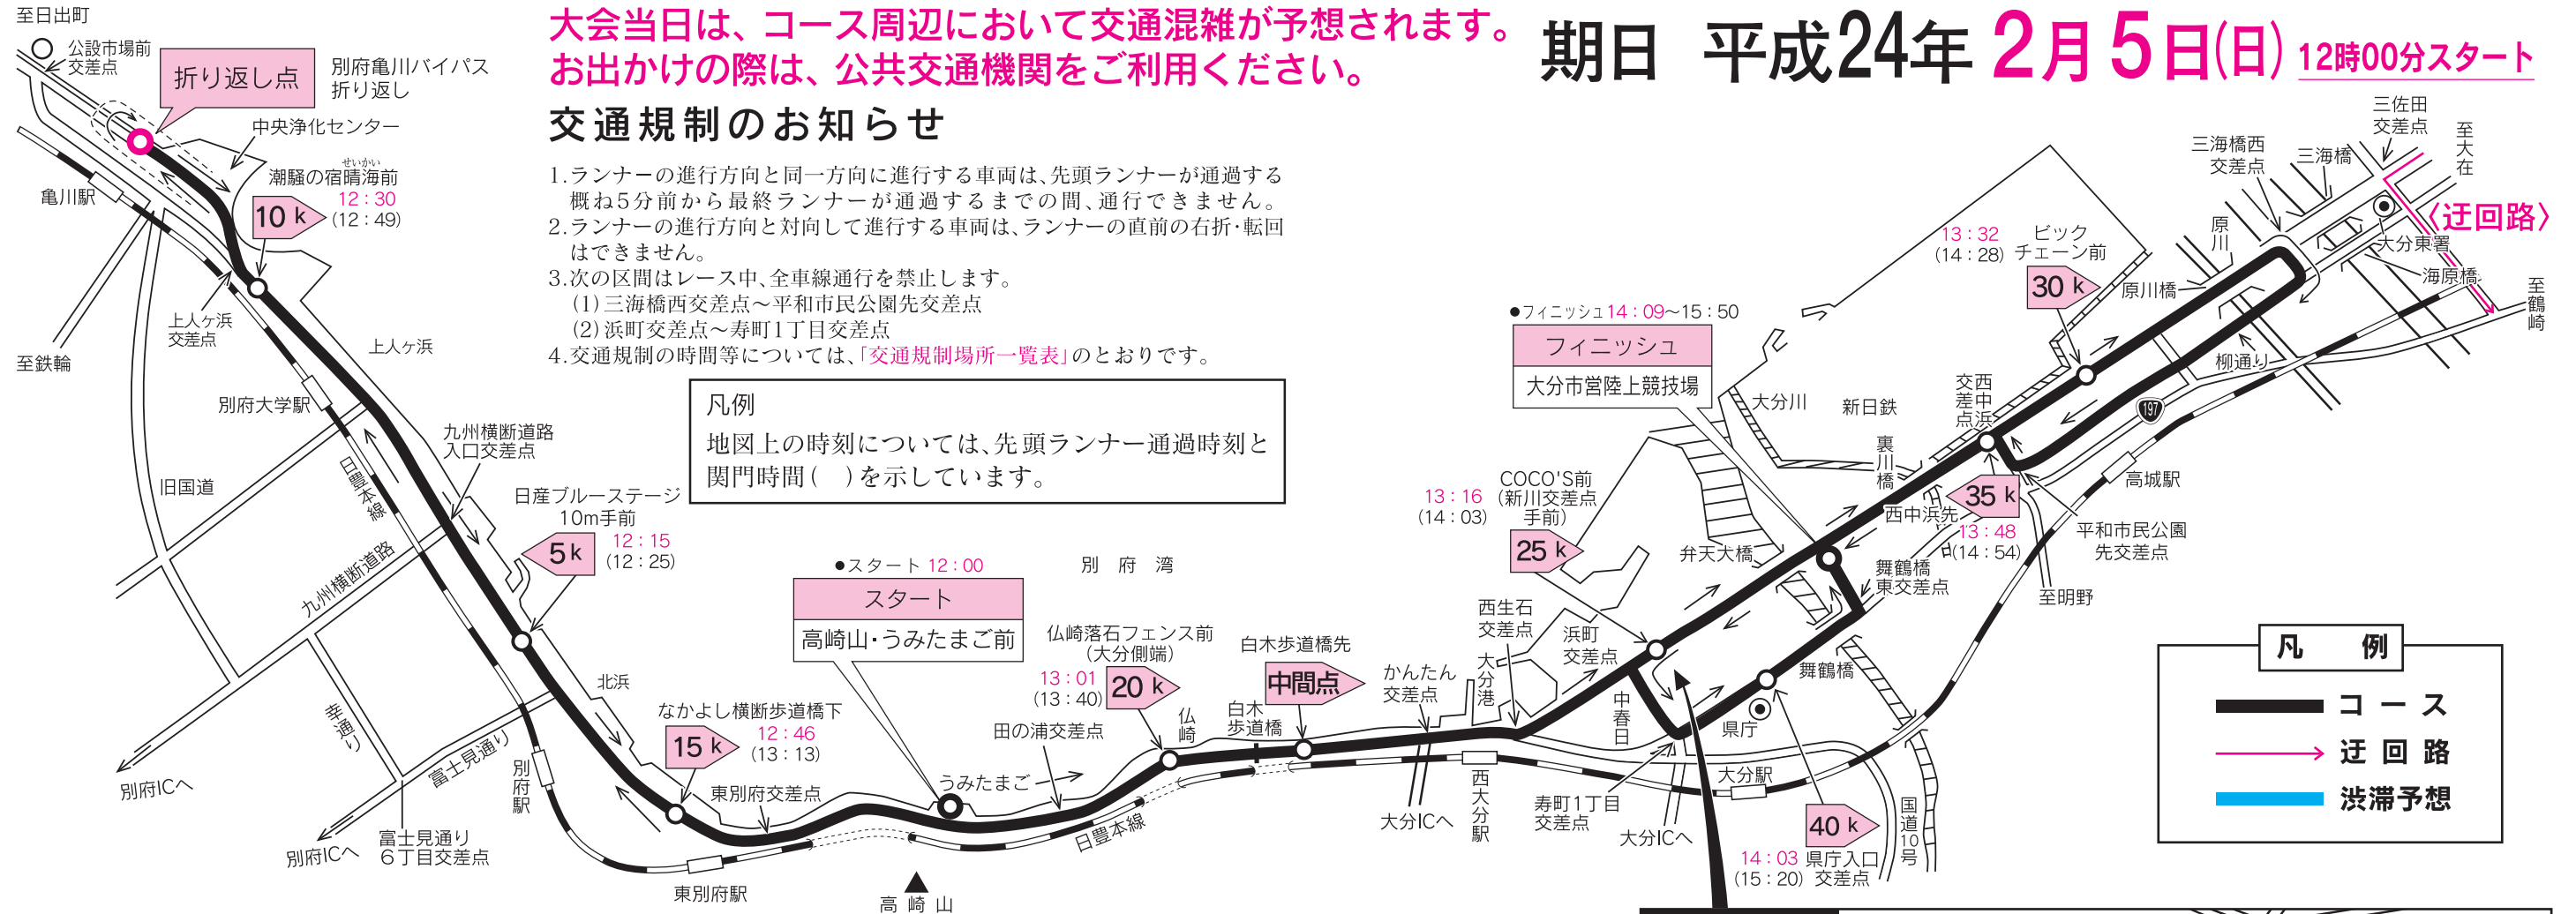 大会当日は、コース周辺において交通混雑が予想されます。
お出かけの際は、公共交通機関をご利用ください。
期日 平成24年 2月5日(日) 12時00分スタート
交通規制のお知らせ
1.ランナーの進行方向と同一方向に進行する車両は、先頭ランナーが通過する
概ね5分前から最終ランナーが通過するまでの間、通行できません。
2.ランナーの進行方向と対向して進行する車両は、ランナーの直前の右折・転回
はできません。
3.次の区間はレース中、全車線通行を禁止します。
(1)三海橋西交差点～平和市民公園先交差点
(2)浜町交差点～寿町1丁目交差点
4.交通規制の時間等については、「交通規制場所一覧表」のとおりです。
凡例
地図上の時刻については、先頭ランナー通過時刻と
関門時間( )を示しています。
至日出町
公設市場前
交差点
折り返し点
別府亀川バイパス
折り返し
中央浄化センター
せいかい
潮騒の宿晴海前
10k
12:30
(12:49)
亀川駅
上人ヶ浜
交差点
至鉄輪
上人ヶ浜
別府大学駅
九州横断道路
入口交差点
日豊本線
旧国道
日産ブルーステージ
10m手前
5k
12:15
(12:25)
九州横断道路
北浜
幸通り
富士見通り
別府駅
別府ICへ
別府ICへ
富士見通り
6丁目交差点
なかよし横断歩道橋下
15k
12:46
(13:13)
東別府交差点
東別府駅
●スタート12:00
スタート
高崎山・うみたまご前
うみたまご
高崎山
別府湾
田の浦交差点
日豊本線
仏崎落石フェンス前
(大分側端)
13:01
(13:40)
20k
仏崎
白木歩道橋先
中間点
白木
歩道橋
かんたん
交差点
大分ICへ
西大分駅
大分港
西生石
交差点
浜町
交差点
COCO'S前
(新川交差点
手前)
13:16
(14:03)
25k
●フィニッシュ14:09～15:50
フィニッシュ
大分市営陸上競技場
大分川
新日鉄
弁天大橋
裏川橋
西中浜
交差点
13:32
(14:28)
ビック
チェーン前
30k
原川橋
原川
三海橋西
交差点
三海橋
三佐田
交差点
至大在
〈迂回路〉
大分東署
海原橋
至鶴崎
柳通り
197
高城駅
35k
西中浜先
13:48
(14:54)
平和市民公園
先交差点
至明野
舞鶴橋
東交差点
舞鶴橋
県庁
中春日
寿町1丁目
交差点
大分ICへ
大分駅
40k
14:03
(15:20)
県庁入口
交差点
国道10号
凡例
コース
迂回路
渋滞予想